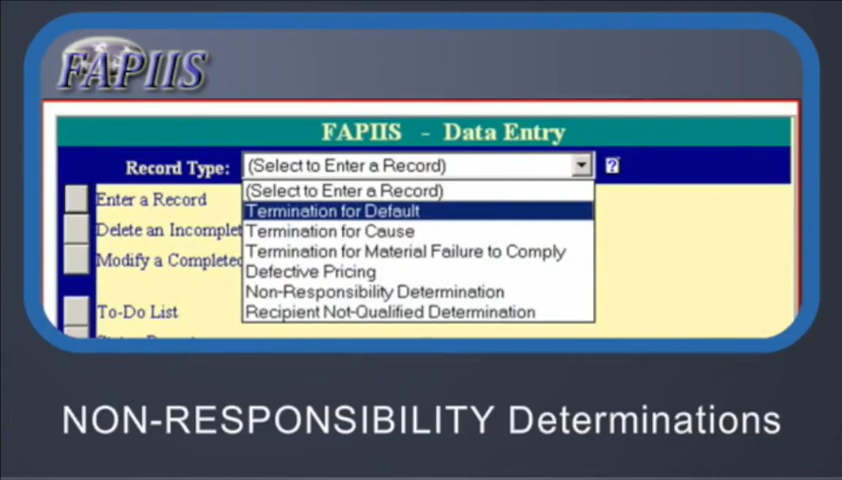 FAPIIS
FAPIIS - Data Entry
Record Type: (Select to Enter a Record)
(Select to Enter a Record)
Enter a Record
Termination for Default
Delete an Incomplet
Termination for Cause
Modify a Completed
Termination for Material Failure to Comply
Defective Pricing
Non-Responsibility Determination
To-Do List
Recipient Not-Qualified Determination
NON-RESPONSIBILITY Determinations